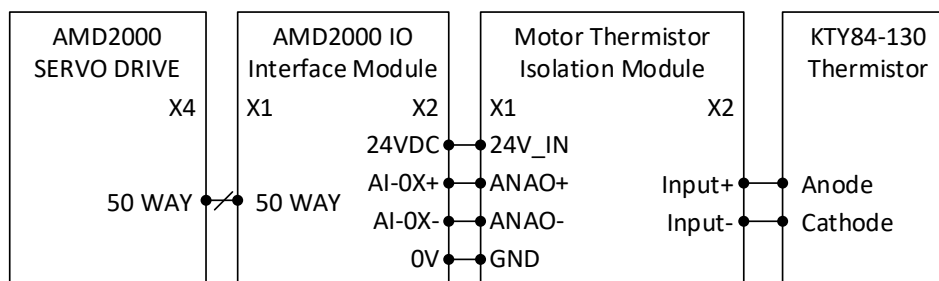 AMD2000
SERVO DRIVE
X4
50 WAY
AMD2000 IO
Interface Module
X1
X2
24VDC
AI-0X+
50 WAY
AI-0X-
0V
Motor Thermistor
Isolation Module
X1
X2
24V_IN
ANAO+
Input+
ANAO-
Input-
GND
KTY84-130
Thermistor
Anode
Cathode